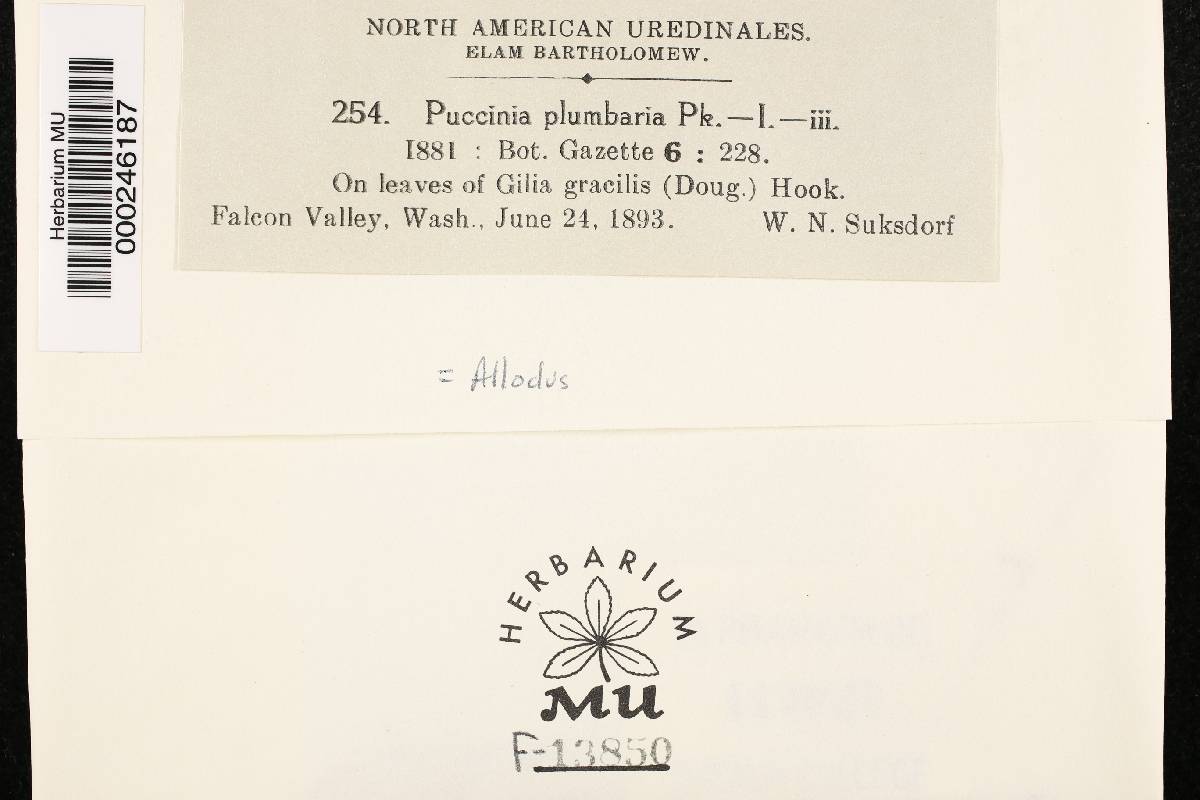 NORTH AMERICAN UREDINALES.
ELAM BARTHOLOMEW.
254. Puccinia plumbaria Pk.—I.—iii.
1881 : Bot. Gazette 6 : 228.
On leaves of Gilia gracilis (Doug.) Hook.
Falcon Valley, Wash., June 24, 1893. W. N. Suksdorf
Herbarium MU
000246187
= Allodus
HERBARIUM
MU
F-13850